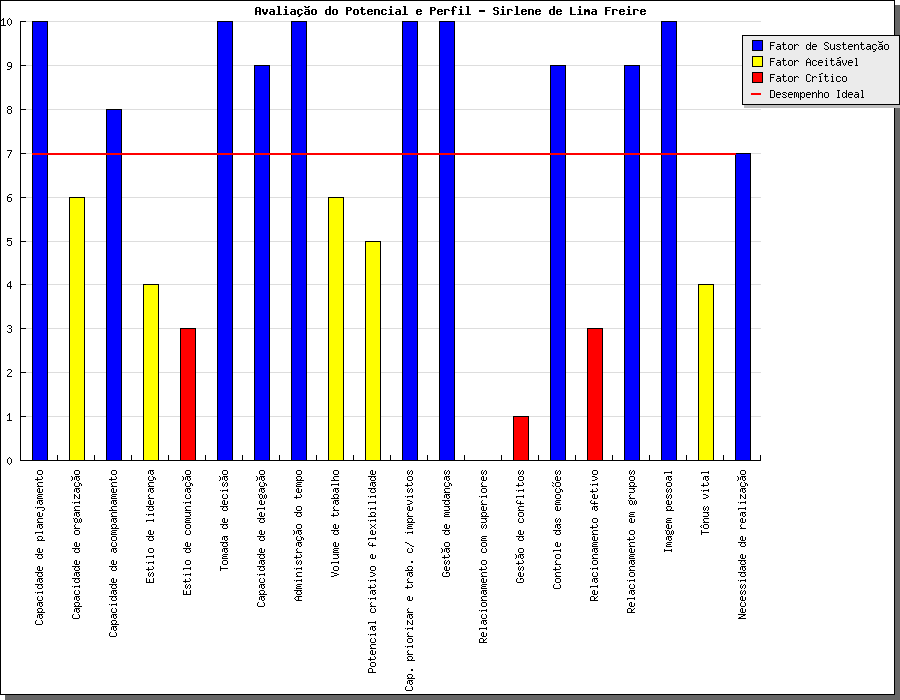 Avaliação do Potencial e Perfil - Sirlene de Lima Freire
Fator de Sustentação
Fator Aceitável
Fator Crítico
Desempenho Ideal
10
9
8
7
6
5
4
3
2
1
0
Capacidade de planejamento
Capacidade de organização
Capacidade de acompanhamento
Estilo de liderança
Estilo de comunicação
Tomada de decisão
Capacidade de delegação
Administração do tempo
Volume de trabalho
Potencial criativo e flexibilidade
Cap. priorizar e trab. c/ imprevistos
Gestão de mudanças
Relacionamento com superiores
Gestão de conflitos
Controle das emoções
Relacionamento afetivo
Relacionamento em grupos
Imagem pessoal
Tônus vital
Necessidade de realização